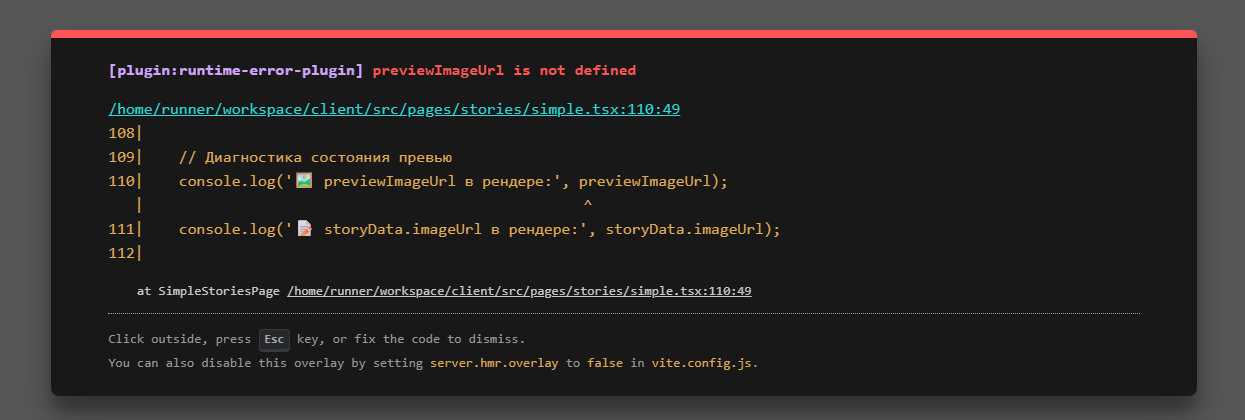 [plugin:runtime-error-plugin] previewImageUrl is not defined
/home/runner/workspace/client/src/pages/stories/simple.tsx:110:49
108|
109|    // Диагностика состояния превью
110|    console.log('🖼️ previewImageUrl в рендере:', previewImageUrl);
   |                                                 ^
111|    console.log('📝 storyData.imageUrl в рендере:', storyData.imageUrl);
112|
at SimpleStoriesPage /home/runner/workspace/client/src/pages/stories/simple.tsx:110:49
Click outside, press Esc key, or fix the code to dismiss.
You can also disable this overlay by setting server.hmr.overlay to false in vite.config.js.